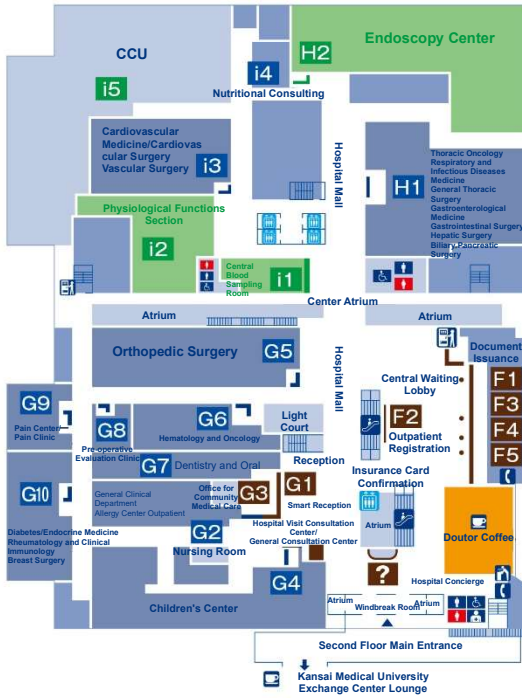 Endoscopy Center
H2
CCU
i4
i5
Nutritional Consulting
Cardiovascular
Medicine/Cardiovas
cular Surgery
Vascular Surgery
i3
Hospital Mall
H1
Thoracic Oncology
Respiratory and
Infectious Diseases
Medicine
General Thoracic
Surgery
Gastroenterological
Medicine
Gastrointestinal Surgery
Hepatic Surgery
Biliary-Pancreatic
Surgery
Physiological Functions
Section
i2
Central
Blood
Sampling
Room
i1
Center Atrium
Atrium
Atrium
Orthopedic Surgery
G5
Hospital Mall
Document
Issuance
Central Waiting
Lobby
F1
F3
F4
F5
G9
Pain Center/
Pain Clinic
G8
Pre-operative
Evaluation Clinic
G6
Hematology and Oncology
Light
Court
F2
Outpatient
Registration
G7
Dentistry and Oral
Reception
Insurance Card
Confirmation
G10
General Clinical
Department
Allergy Center Outpatient
Office for
Community
Medical Care
G3
G1
Smart Reception
Diabetes/Endocrine Medicine
Rheumatology and Clinical
Immunology
Breast Surgery
G2
Nursing Room
Hospital Visit Consultation
Center/
General Consultation Center
Atrium
Doutor Coffee
?
G4
Hospital Concierge
Children's Center
Atrium
Windbreak Room
Atrium
Second Floor Main Entrance
Kansai Medical University
Exchange Center Lounge